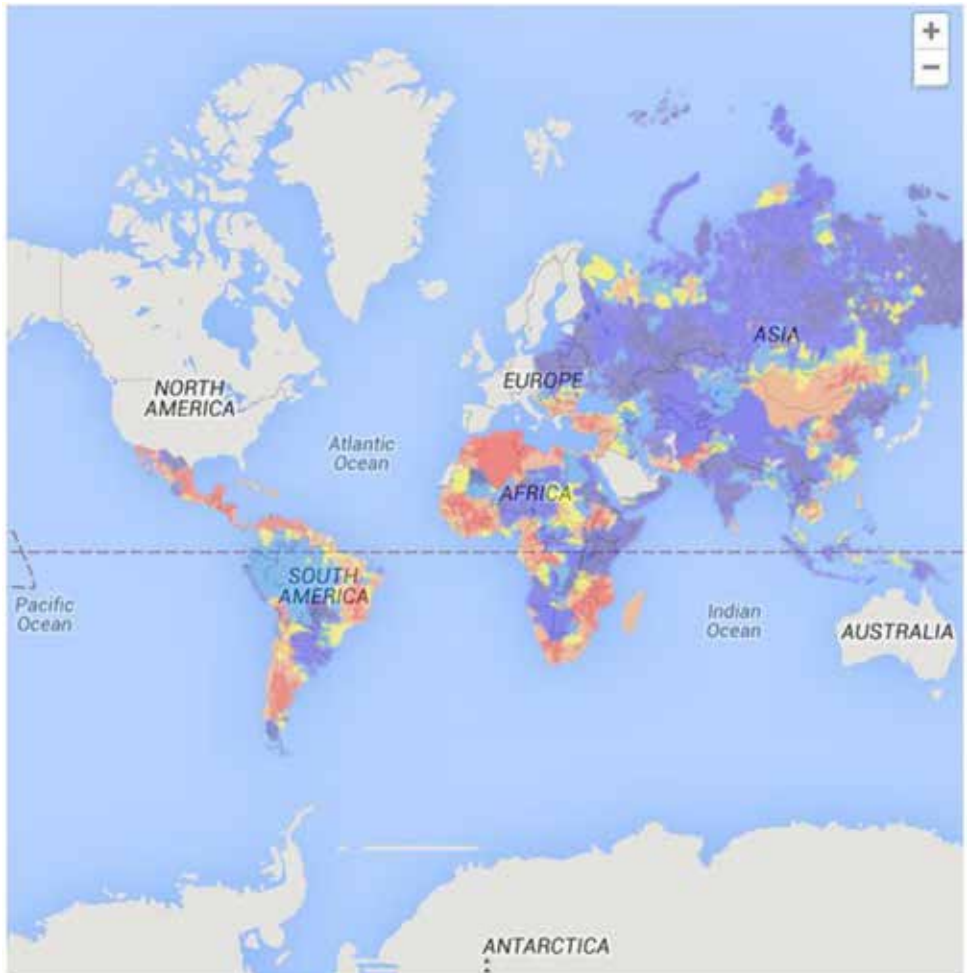 +
−
ASIA
NORTH
AMERICA
EUROPE
Atlantic
Ocean
AFRICA
SOUTH
AMERICA
Pacific
Ocean
Indian
Ocean
AUSTRALIA
ANTARCTICA